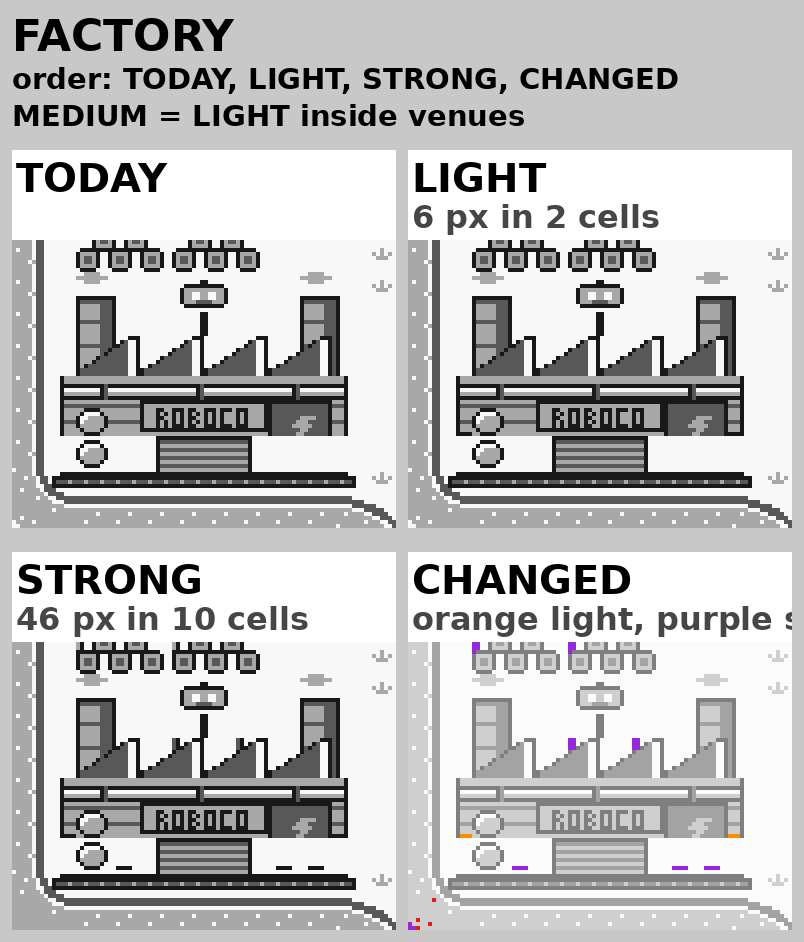 FACTORY
order: TODAY, LIGHT, STRONG, CHANGED
MEDIUM = LIGHT inside venues
TODAY
LIGHT
6 px in 2 cells
ROBOCO
ROBOCO
STRONG
46 px in 10 cells
CHANGED
orange light, purple s
ROBOCO
ROBOCO